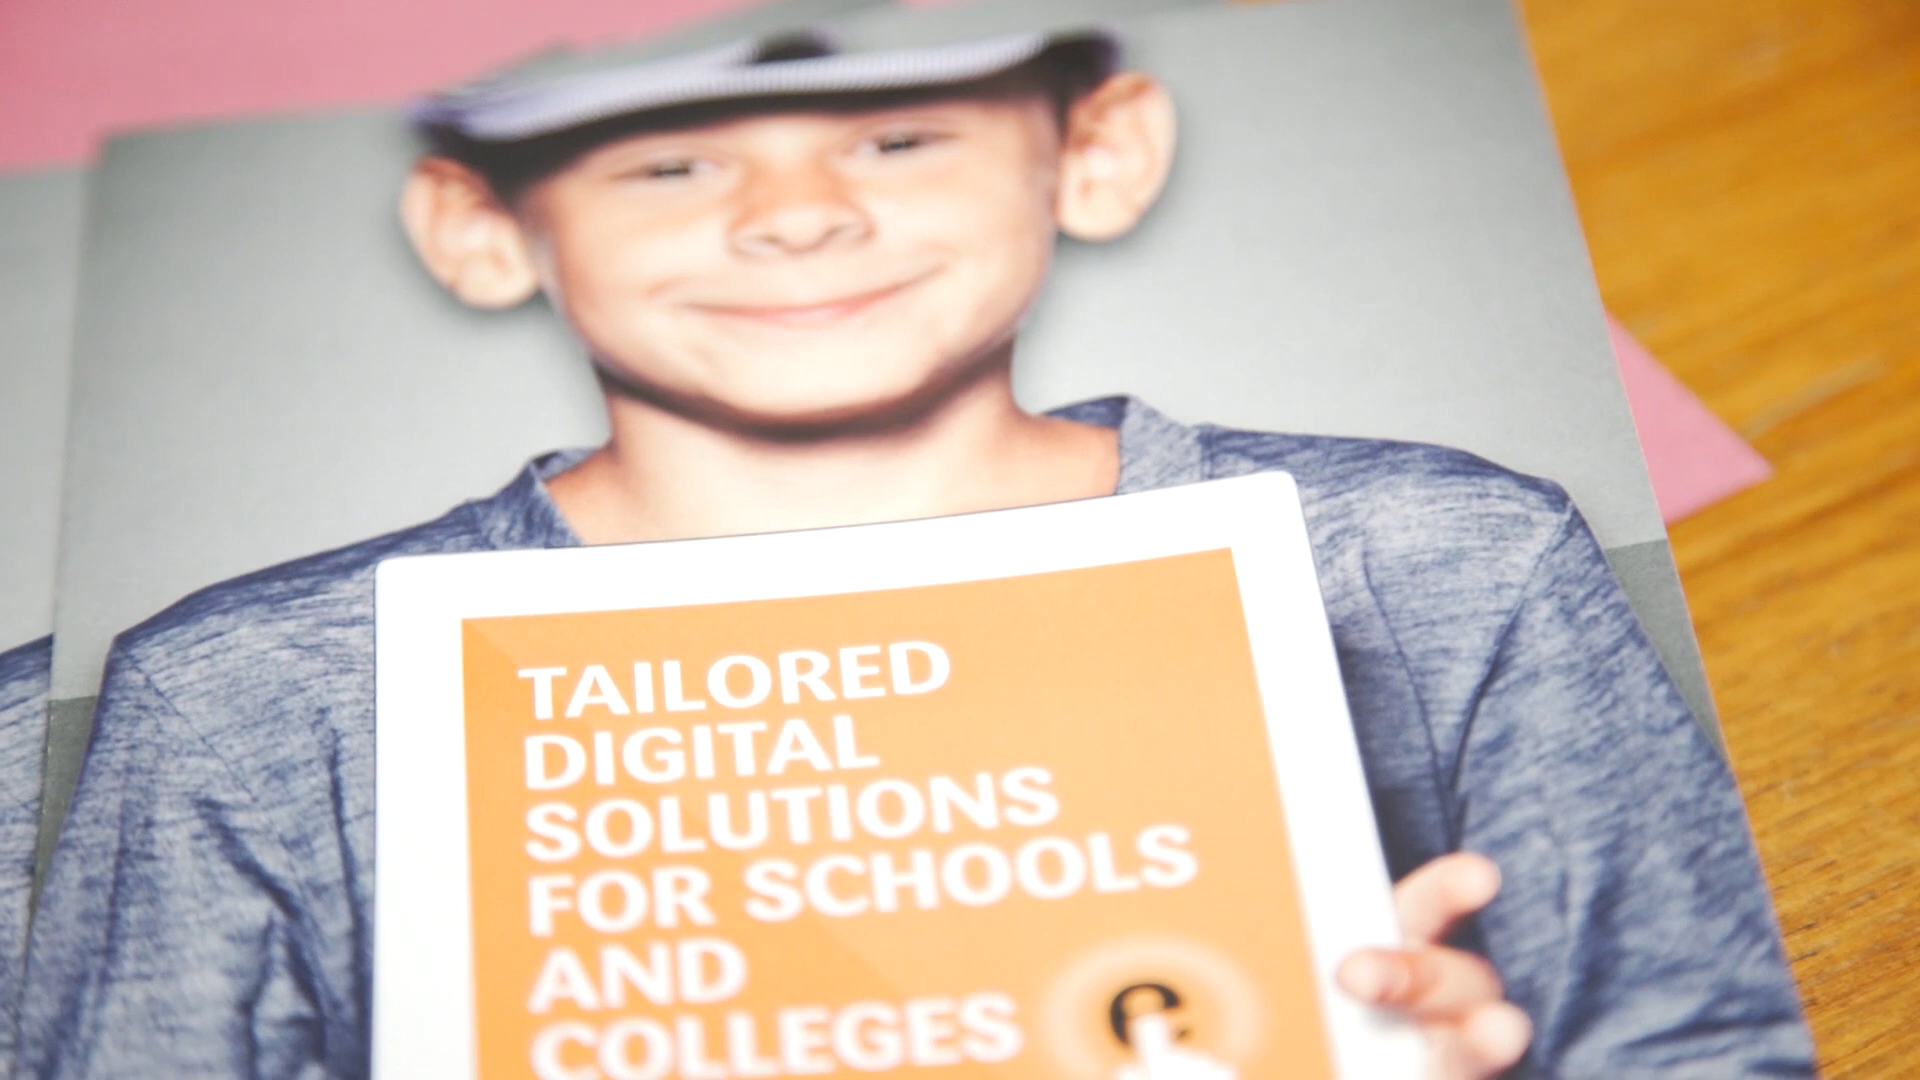 TAILORED
DIGITAL
SOLUTIONS
FOR SCHOOLS
AND
COLLEGES
e